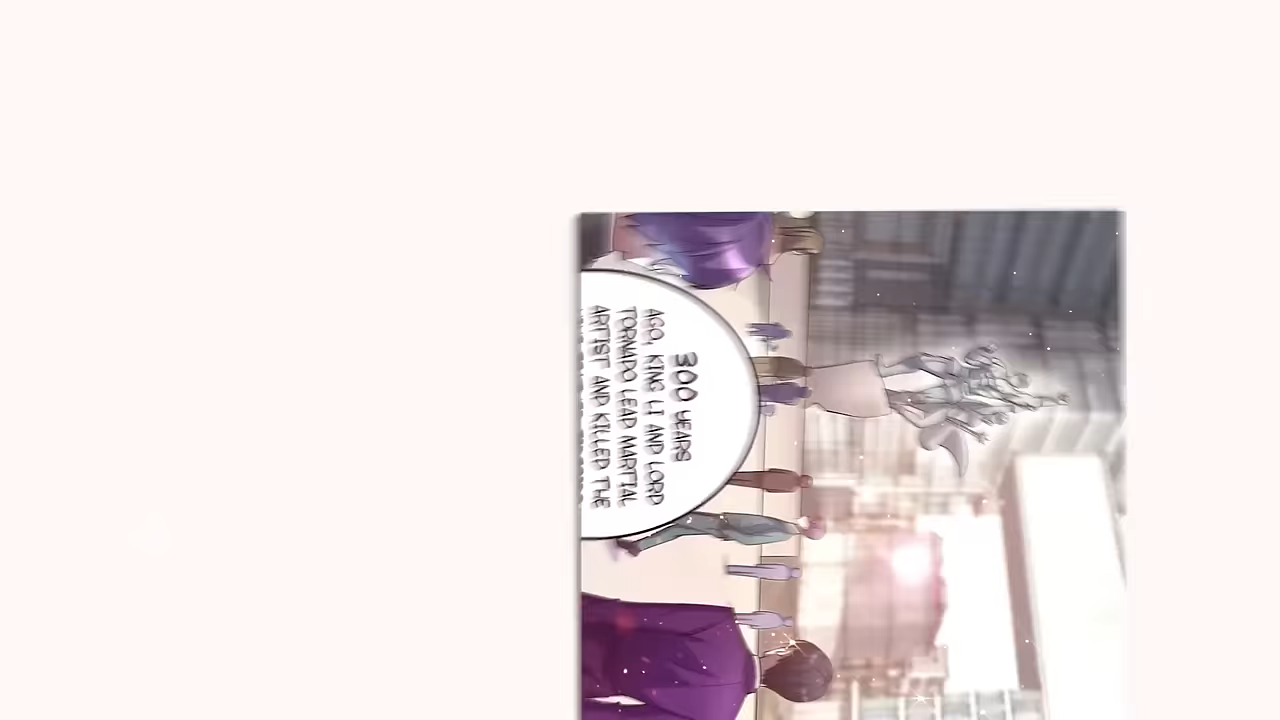 300 YEARS
AGO, KING LI AND LORD
TORNADO LEAD MARTIAL
ARTIST AND KILLED THE